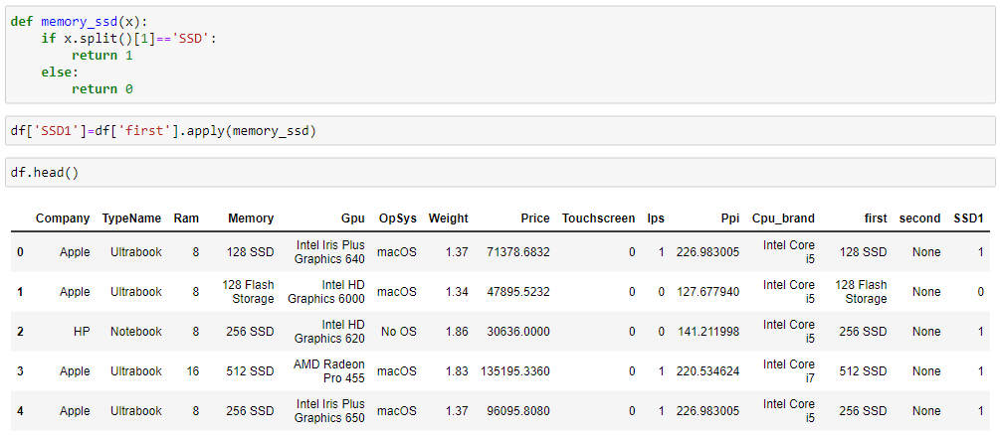 def memory_ssd(x):
    if x.split()[1]=='SSD':
        return 1
    else:
        return 0
df['SSD1']=df['first'].apply(memory_ssd)
df.head()
Company TypeName Ram Memory Gpu OpSys Weight Price Touchscreen Ips Ppi Cpu_brand first second SSD1
0 Apple Ultrabook 8 128 SSD Intel Iris Plus Graphics 640 macOS 1.37 71378.6832 0 1 226.983005 Intel Core i5 128 SSD None 1
1 Apple Ultrabook 8 128 Flash Storage Intel HD Graphics 6000 macOS 1.34 47895.5232 0 0 127.677940 Intel Core i5 128 Flash Storage None 0
2 HP Notebook 8 256 SSD Intel HD Graphics 620 No OS 1.86 30636.0000 0 0 141.211998 Intel Core i5 256 SSD None 1
3 Apple Ultrabook 16 512 SSD AMD Radeon Pro 455 macOS 1.83 135195.3360 0 1 220.534624 Intel Core i7 512 SSD None 1
4 Apple Ultrabook 8 256 SSD Intel Iris Plus Graphics 650 macOS 1.37 96095.8080 0 1 226.983005 Intel Core i5 256 SSD None 1